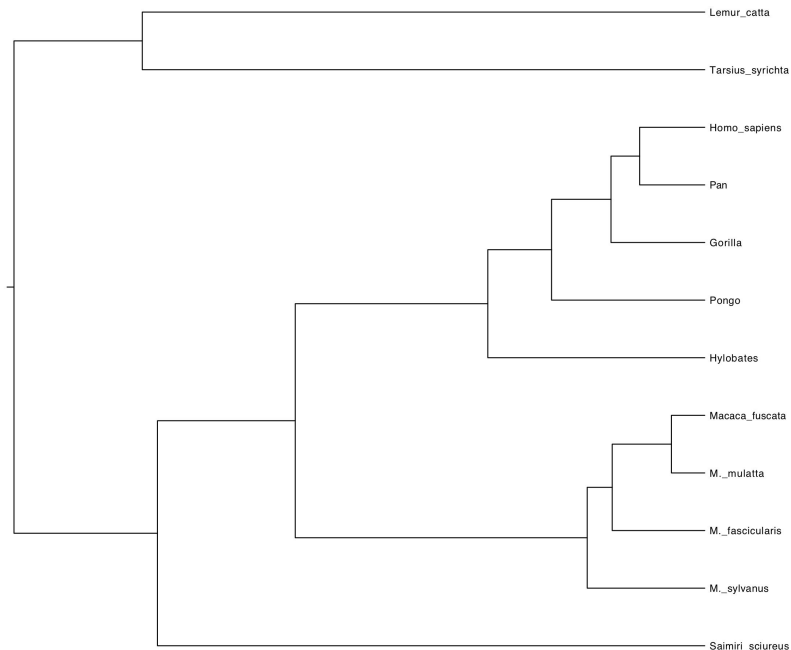 Lemur_catta
Tarsius_syrichta
Homo_sapiens
Pan
Gorilla
Pongo
Hylobates
Macaca_fuscata
M._mulatta
M._fascicularis
M._sylvanus
Saimiri_sciureus